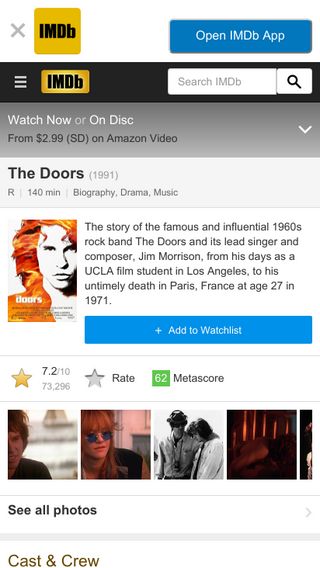 IMDb
Open IMDb App
IMDb
Search IMDb
Watch Now or On Disc
From $2.99 (SD) on Amazon Video
The Doors (1991)
R | 140 min | Biography, Drama, Music
The story of the famous and influential 1960s
rock band The Doors and its lead singer and
composer, Jim Morrison, from his days as a
UCLA film student in Los Angeles, to his
untimely death in Paris, France at age 27 in
1971.
doors
+ Add to Watchlist
7.2/10
73,296
Rate
62 Metascore
See all photos
Cast & Crew